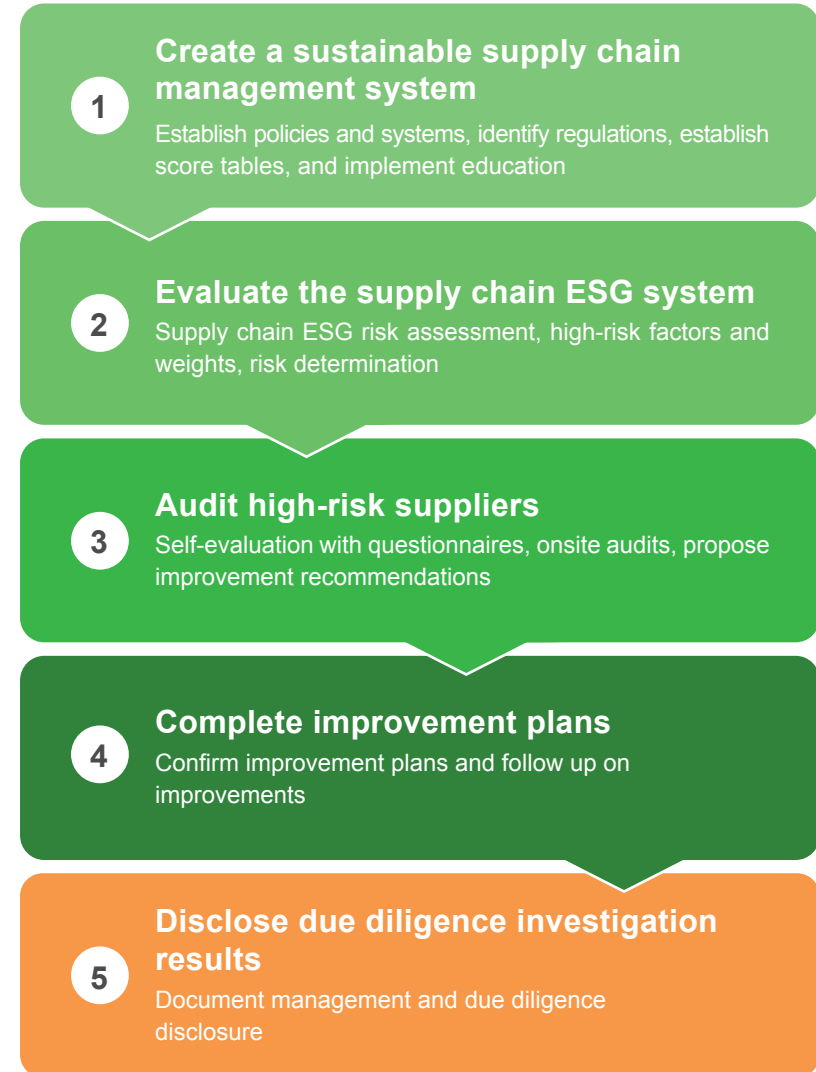 1
Create a sustainable supply chain
management system
Establish policies and systems, identify regulations, establish
score tables, and implement education
2
Evaluate the supply chain ESG system
Supply chain ESG risk assessment, high-risk factors and
weights, risk determination
3
Audit high-risk suppliers
Self-evaluation with questionnaires, onsite audits, propose
improvement recommendations
4
Complete improvement plans
Confirm improvement plans and follow up on
improvements
5
Disclose due diligence investigation
results
Document management and due diligence
disclosure